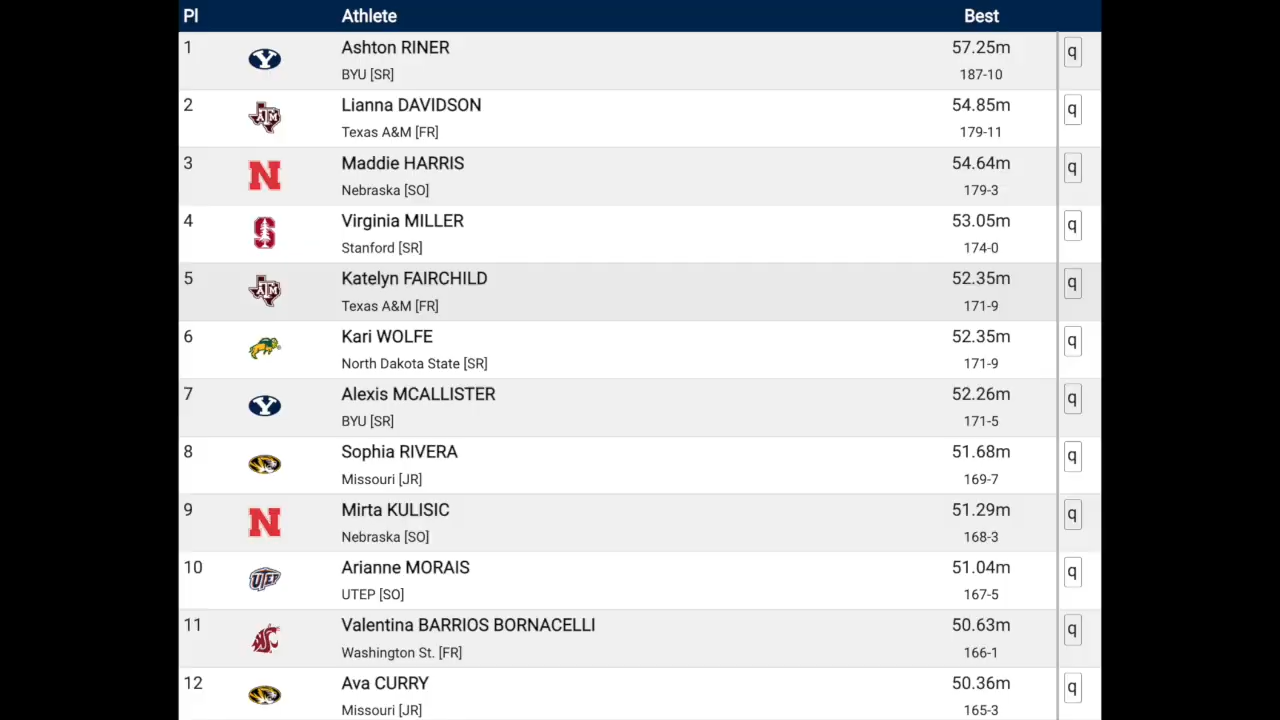 Pl Athlete Best
1 Ashton RINER 57.25m q
BYU [SR] 187-10
2 Lianna DAVIDSON 54.85m q
Texas A&M [FR] 179-11
3 Maddie HARRIS 54.64m q
Nebraska [SO] 179-3
4 Virginia MILLER 53.05m q
Stanford [SR] 174-0
5 Katelyn FAIRCHILD 52.35m q
Texas A&M [FR] 171-9
6 Kari WOLFE 52.35m q
North Dakota State [SR] 171-9
7 Alexis MCALLISTER 52.26m q
BYU [SR] 171-5
8 Sophia RIVERA 51.68m q
Missouri [JR] 169-7
9 Mirta KULISIC 51.29m q
Nebraska [SO] 168-3
10 Arianne MORAIS 51.04m q
UTEP [SO] 167-5
11 Valentina BARRIOS BORNACELLI 50.63m q
Washington St. [FR] 166-1
12 Ava CURRY 50.36m q
Missouri [JR] 165-3